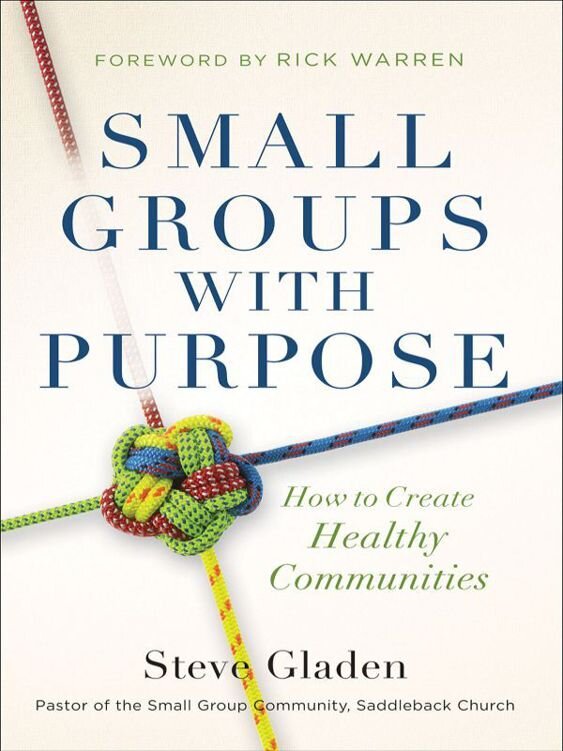 FOREWORD BY RICK WARREN
SMALL
GROUPS
WITH
PURPOSE
How to Create
Healthy
Communities
Steve Gladen
Pastor of the Small Group Community, Saddleback Church